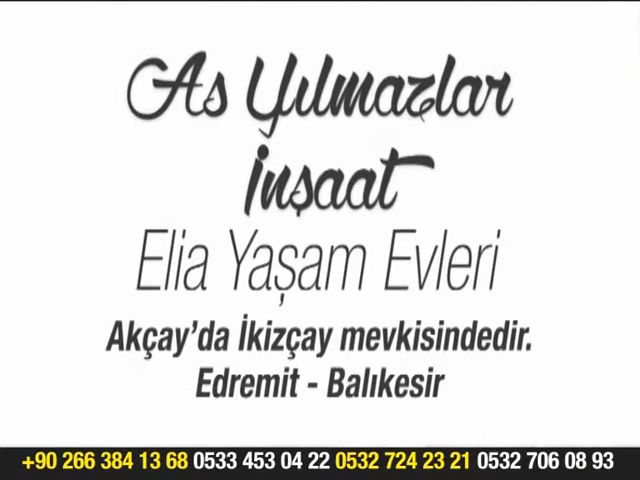 As Yılmazlar
İnşaat
Elia Yaşam Evleri
Akçay'da İkizçay mevkisindedir.
Edremit - Balıkesir
+90 266 384 13 68 0533 453 04 22 0532 724 23 21 0532 706 08 93